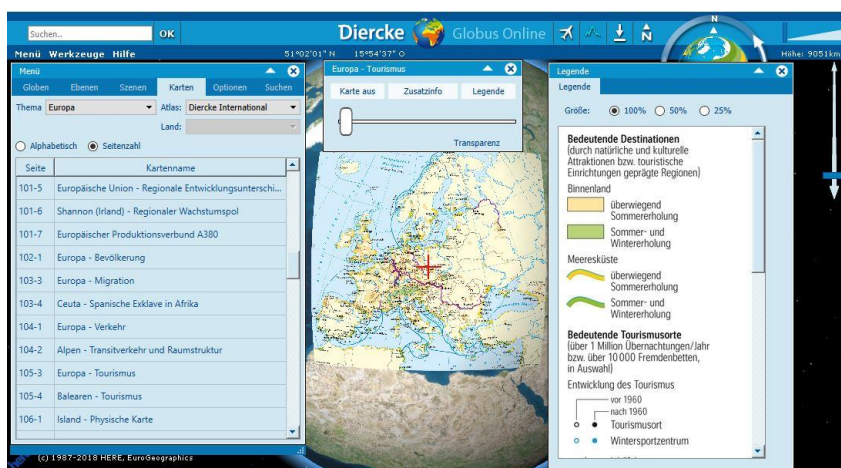 Suchen..
OK
Diercke Globus Online
N
Menü Werkzeuge Hilfe
51°02'01" N 15°54'37" O
Höhe: 9051km
Menü
Globen Ebenen Szenen Karten Optionen Suchen
Thema Europa Atlas: Diercke International
Land:
Alphabetisch Seitenzahl
Seite Kartenname
101-5 Europäische Union - Regionale Entwicklungsunterschi...
101-6 Shannon (Irland) - Regionaler Wachstumspol
101-7 Europäischer Produktionsverbund A380
102-1 Europa - Bevölkerung
103-3 Europa - Migration
103-4 Ceuta - Spanische Exklave in Afrika
104-1 Europa - Verkehr
104-2 Alpen - Transitverkehr und Raumstruktur
105-3 Europa - Tourismus
105-4 Balearen - Tourismus
106-1 Island - Physische Karte
(c) 1987-2018 HERE, EuroGeographics
Europa - Tourismus
Karte aus Zusatzinfo Legende
Transparenz
Legende
Legende
Größe: 100% 50% 25%
Bedeutende Destinationen
(durch natürliche und kulturelle
Attraktionen bzw. touristische
Einrichtungen geprägte Regionen)
Binnenland
überwiegend
Sommererholung
Sommer- und
Wintererholung
Meeresküste
überwiegend
Sommererholung
Sommer- und
Wintererholung
Bedeutende Tourismusorte
(über 1 Million Übernachtungen/Jahr
bzw. über 10000 Fremdenbetten,
in Auswahl)
Entwicklung des Tourismus
vor 1960
nach 1960
Tourismusort
Wintersportzentrum